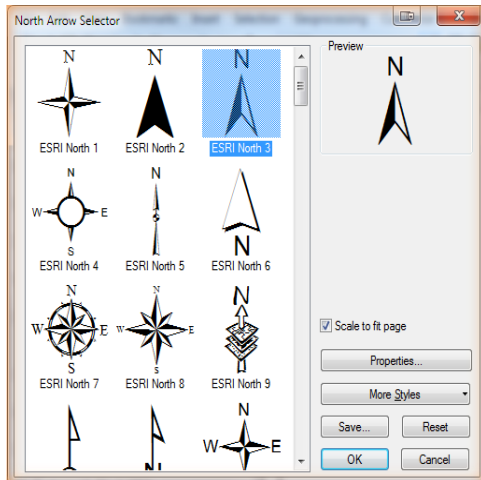 North Arrow Selector
N
N
N
ESRI North 1
ESRI North 2
ESRI North 3
N
W
E
S
N
S
N
ESRI North 4
ESRI North 5
ESRI North 6
N
W
E
S
N
W
E
S
N
ESRI North 7
ESRI North 8
ESRI North 9
N
N
W
E
Preview
N
Scale to fit page
Properties...
More Styles
Save...
Reset
OK
Cancel